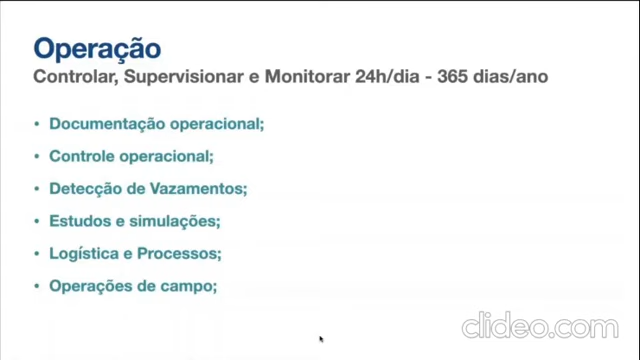 Operação
Controlar, Supervisionar e Monitorar 24h/dia - 365 dias/ano
• Documentação operacional;
• Controle operacional;
• Detecção de Vazamentos;
• Estudos e simulações;
• Logística e Processos;
• Operações de campo;
clideo.com